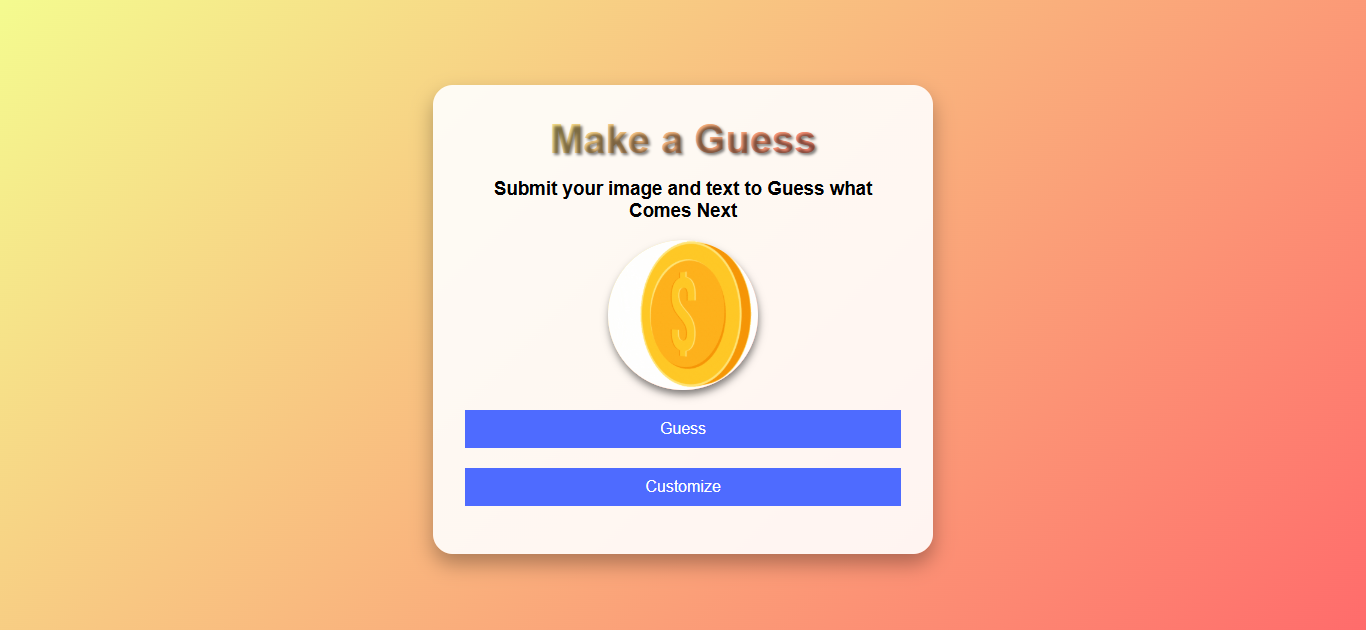 Make a Guess
Submit your image and text to Guess what
Comes Next
$
Guess
Customize